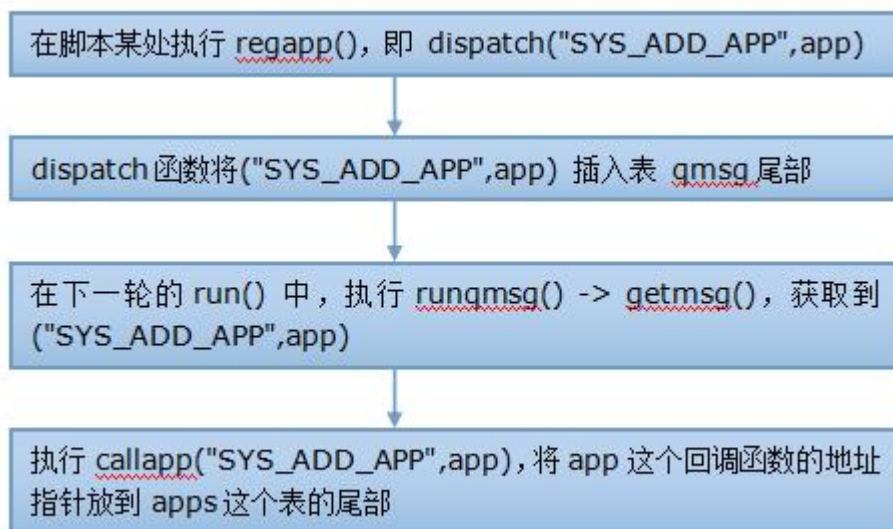 在脚本某处执行 regapp(), 即 dispatch("SYS_ADD_APP",app)
dispatch函数将("SYS_ADD_APP",app) 插入表 qmsg 尾部
在下一轮的 run() 中, 执行 runqmsg() -> getmsg(), 获取到
("SYS_ADD_APP",app)
执行 callapp("SYS_ADD_APP",app), 将 app 这个回调函数的地址
指针放到 apps 这个表的尾部